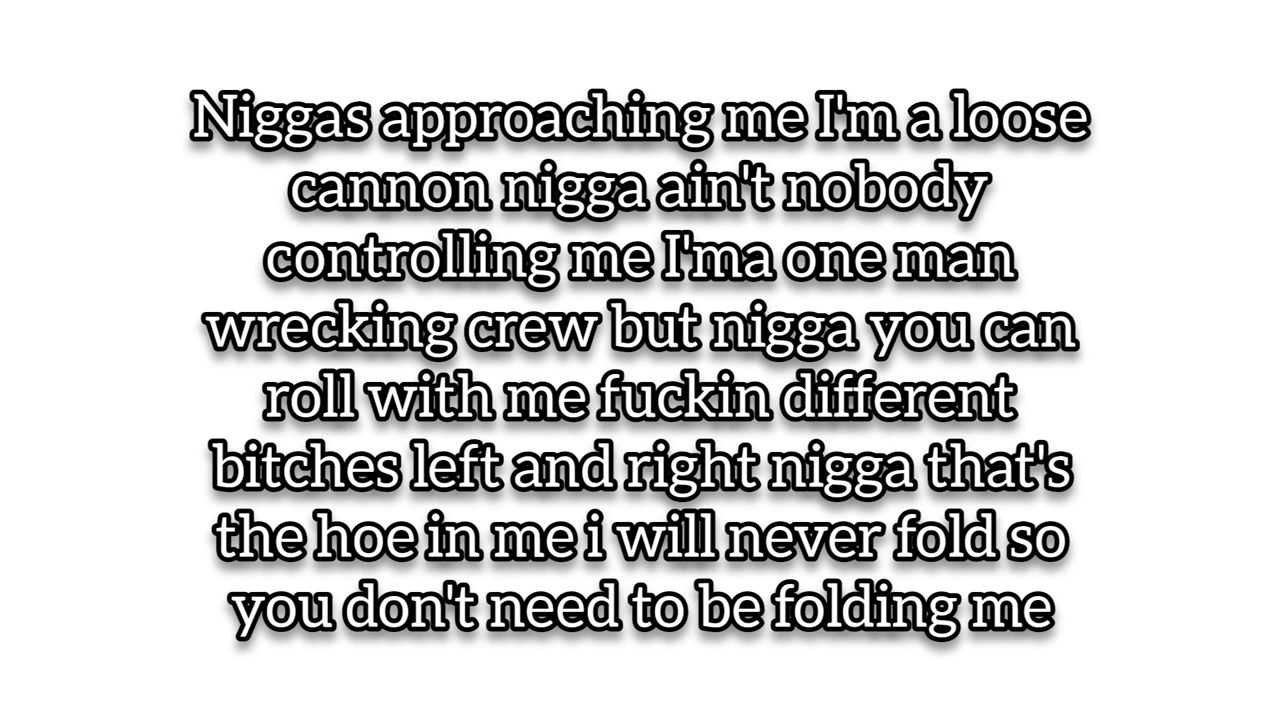 Niggas approaching me I'm a loose
cannon nigga ain't nobody
controlling me I'ma one man
wrecking crew but nigga you can
roll with me fuckin different
bitches left and right nigga that's
the hoe in me i will never fold so
you don't need to be folding me